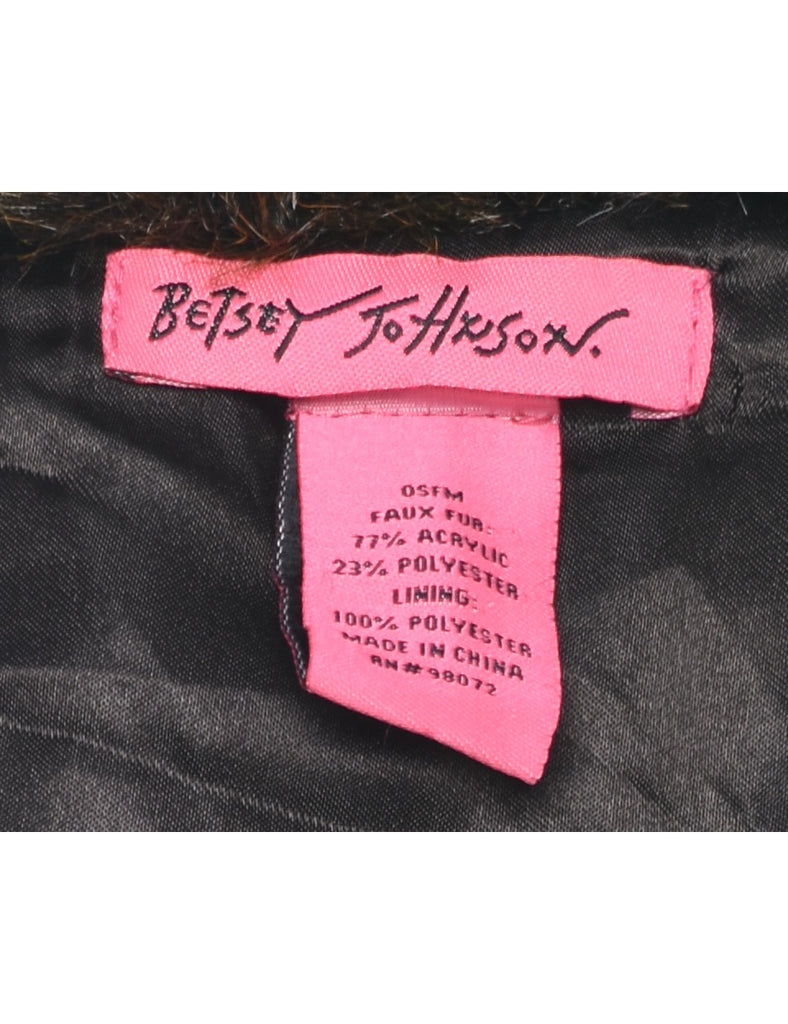 BETSEY JOHNSON.
OSFM
FAUX FUR:
77% ACRYLIC
23% POLYESTER
LINING:
100% POLYESTER
MADE IN CHINA
RN# 98072